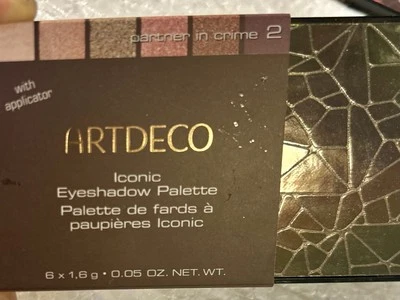 partner in crime 2
with
applicator
ARTDECO
Iconic
Eyeshadow Palette
Palette de fards à
paupières Iconic
6 x 1,6 g • 0.05 OZ. NET. WT.